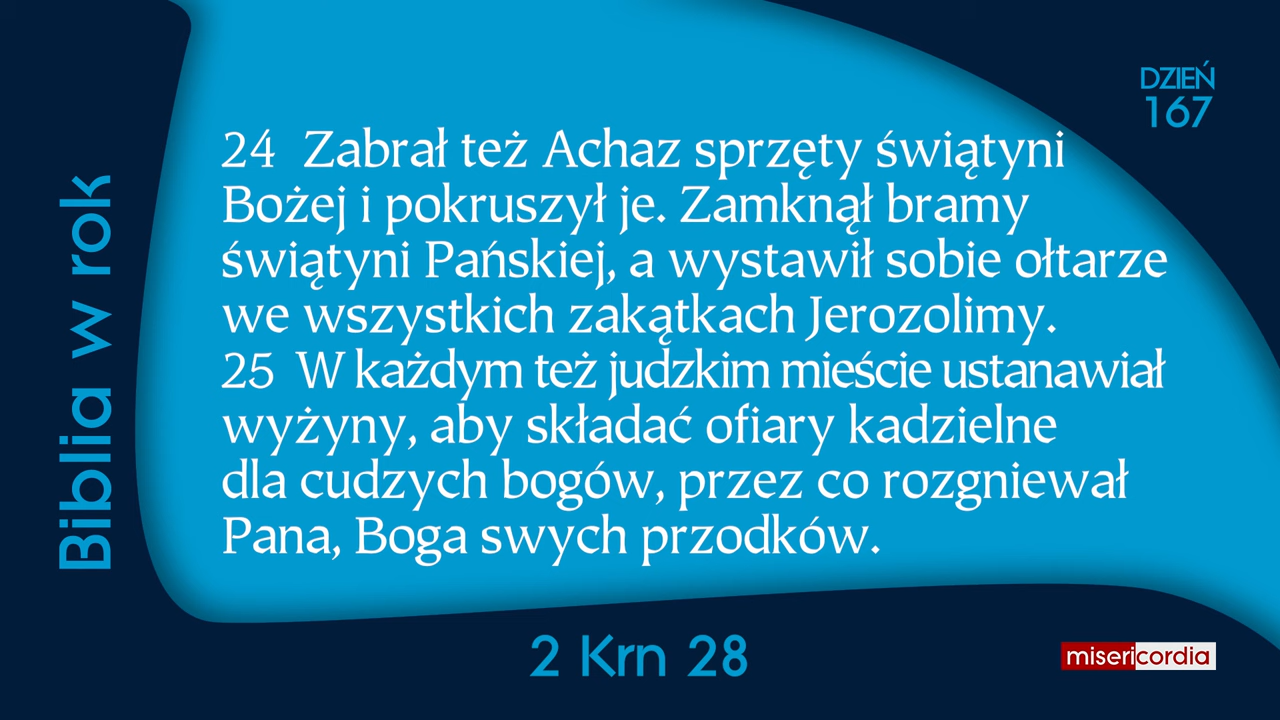 DZIEŃ
167
24 Zabrał też Achaz sprzęty świątyni
Bożej i pokruszył je. Zamknął bramy
świątyni Pańskiej, a wystawił sobie ołtarze
we wszystkich zakątkach Jerozolimy.
25 W każdym też judzkim mieście ustanawiał
wyżyny, aby składać ofiary kadzielne
dla cudzych bogów, przez co rozgniewał
Pana, Boga swych przodków.
Biblia w rok
2 Krn 28
misericordia